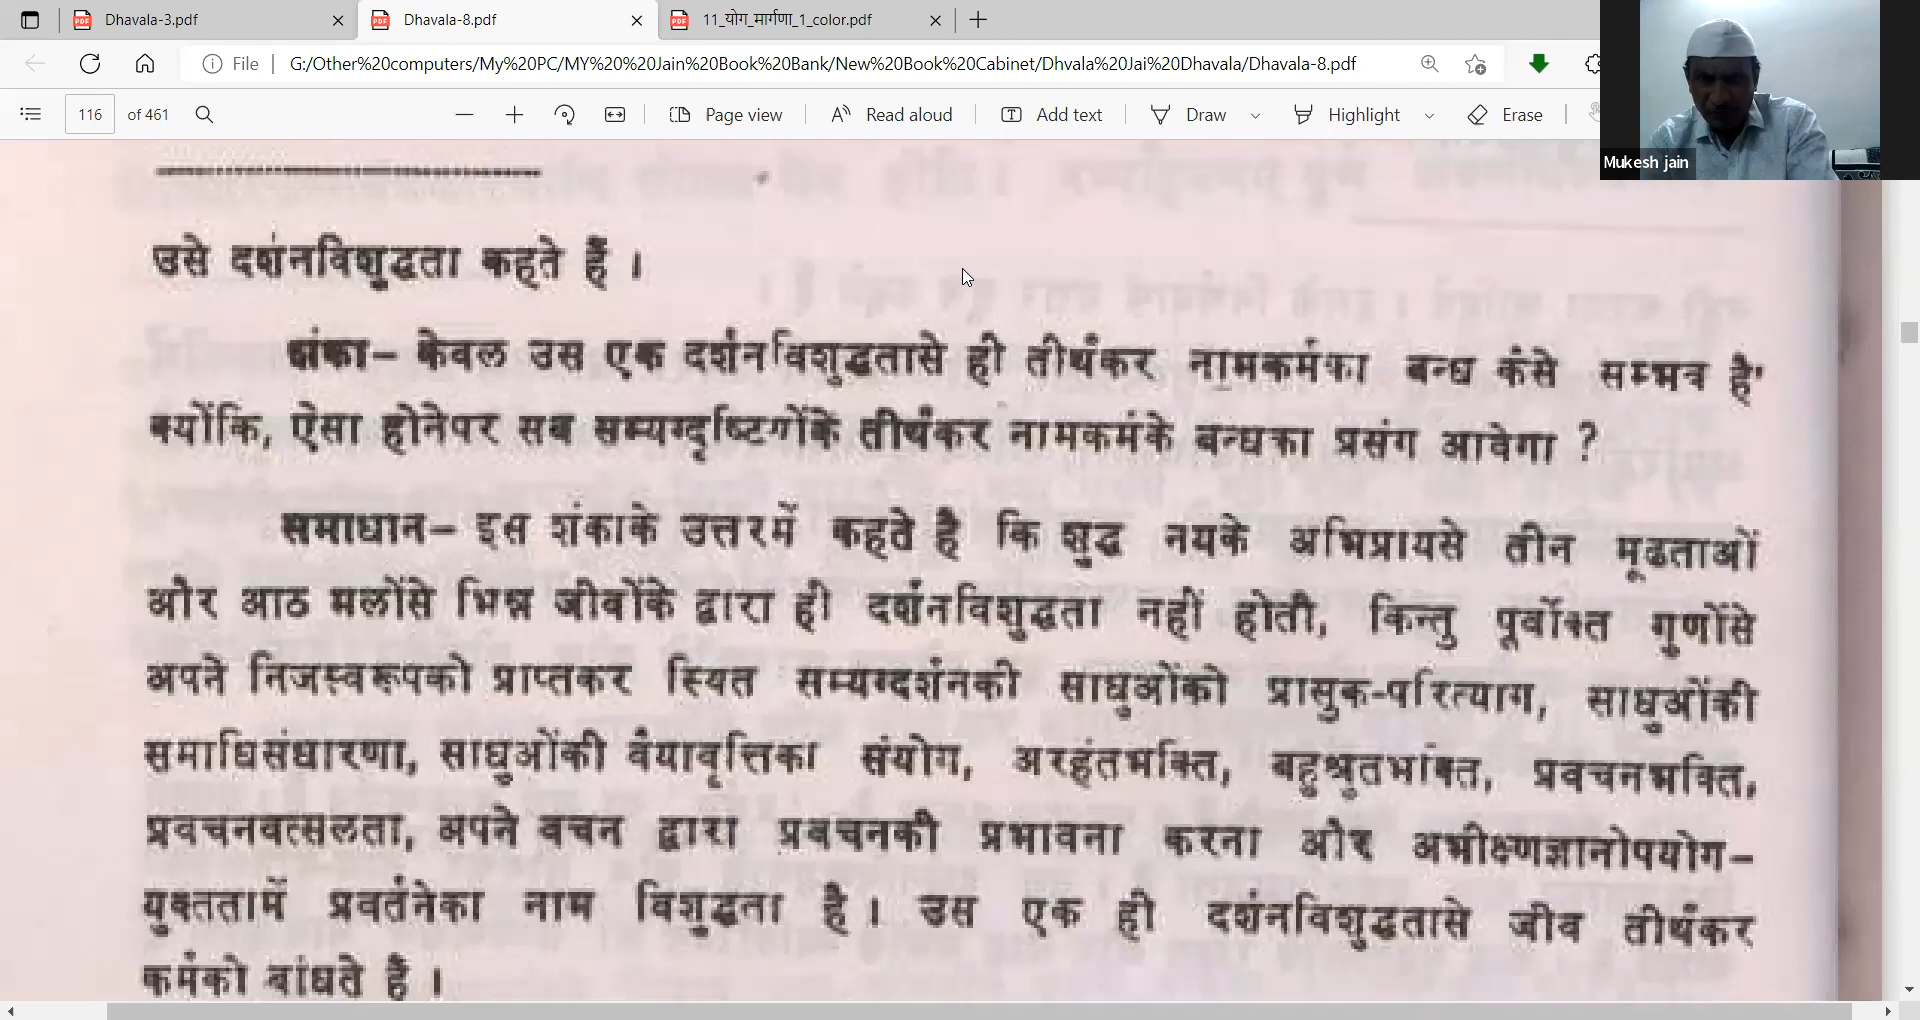 Dhavala-3.pdf
Dhavala-8.pdf
11_योग_मार्गणा_1_color.pdf
File
G:/Other%20computers/My%20PC/MY%20%20Jain%20Book%20Bank/New%20Book%20Cabinet/Dhvala%20Jai%20Dhavala/Dhavala-8.pdf
116 of 461
Page view
Read aloud
Add text
Draw
Highlight
Erase
Mukesh jain
उसे दर्शनविशुद्धता कहते हैं ।
शंका– केवल उस एक दर्शनविशुद्धतासे ही तीर्थंकर नामकर्मका बन्ध कैसे सम्भव है'
क्योंकि, ऐसा होनेपर सब सम्यग्दृष्टियोंके तीर्थंकर नामकर्मके बन्धका प्रसंग आवेगा ?
समाधान– इस शंकाके उत्तरमें कहते है कि शुद्ध नयके अभिप्रायसे तीन मूढताओं
और आठ मलोंसे भिन्न जीवोंके द्वारा ही दर्शनविशुद्धता नहीं होती, किन्तु पूर्वोक्त गुणोंसे
अपने निजस्वरूपको प्राप्तकर स्थित सम्यग्दर्शनकी साधुओंको प्रासुक-परित्याग, साधुओंकी
समाधिसंधारणा, साधुओंकी वैयावृत्तिका संयोग, अरहंतभक्ति, बहुश्रुतभक्ति, प्रवचनभक्ति,
प्रवचनवत्सलता, अपने वचन द्वारा प्रवचनकी प्रभावना करना और अभीक्ष्णज्ञानोपयोग–
युक्ततामें प्रवर्तनेका नाम विशुद्धता है । उस एक ही दर्शनविशुद्धतासे जीव तीर्थंकर
कर्मको बांधते है ।